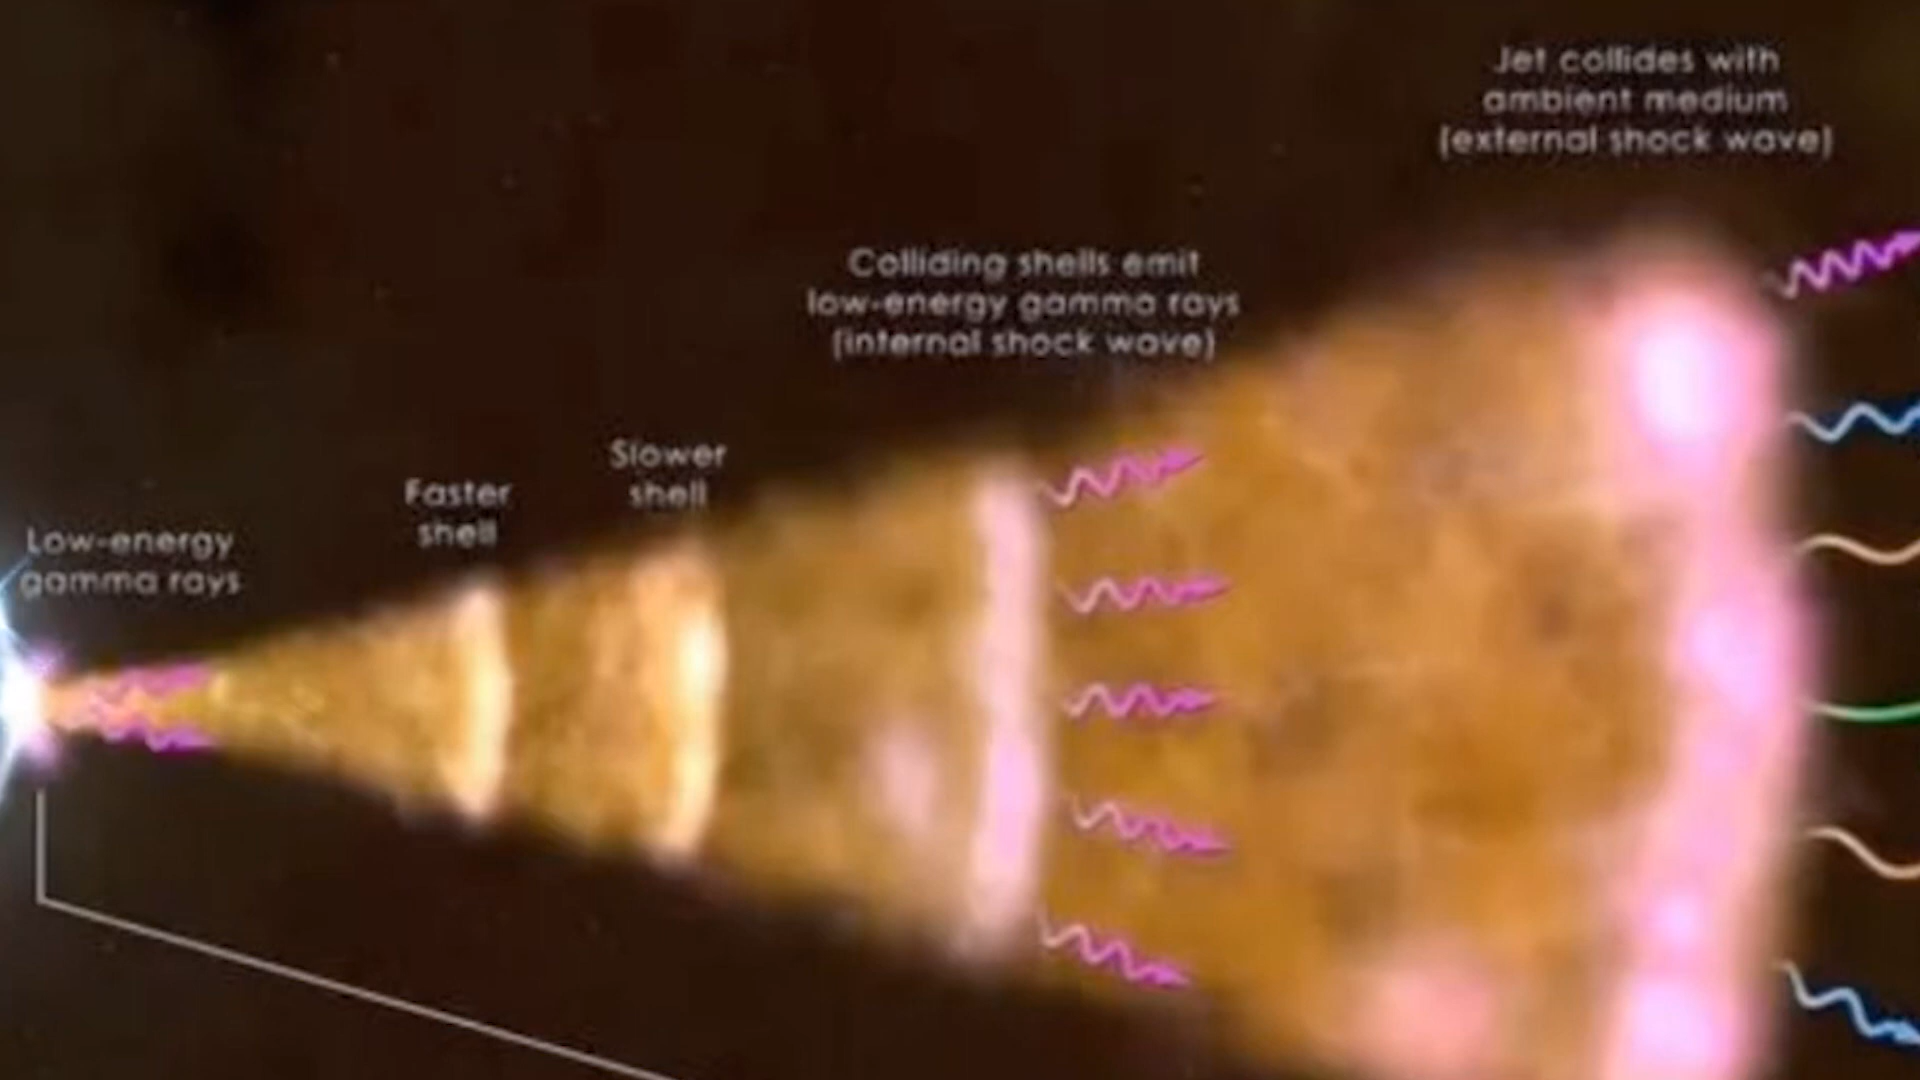 Jet collides with
ambient medium
(external shock wave)
Colliding shells emit
low-energy gamma rays
(internal shock wave)
Slower
shell
Faster
shell
Low-energy
gamma rays